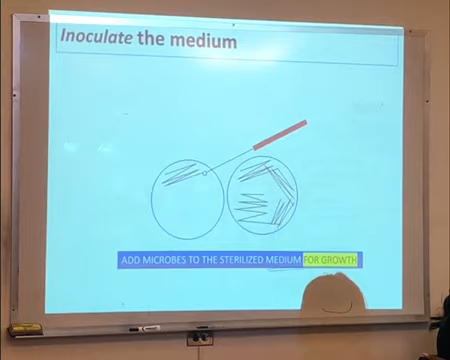 Inoculate the medium
ADD MICROBES TO THE STERILIZED MEDIUM FOR GROWTH